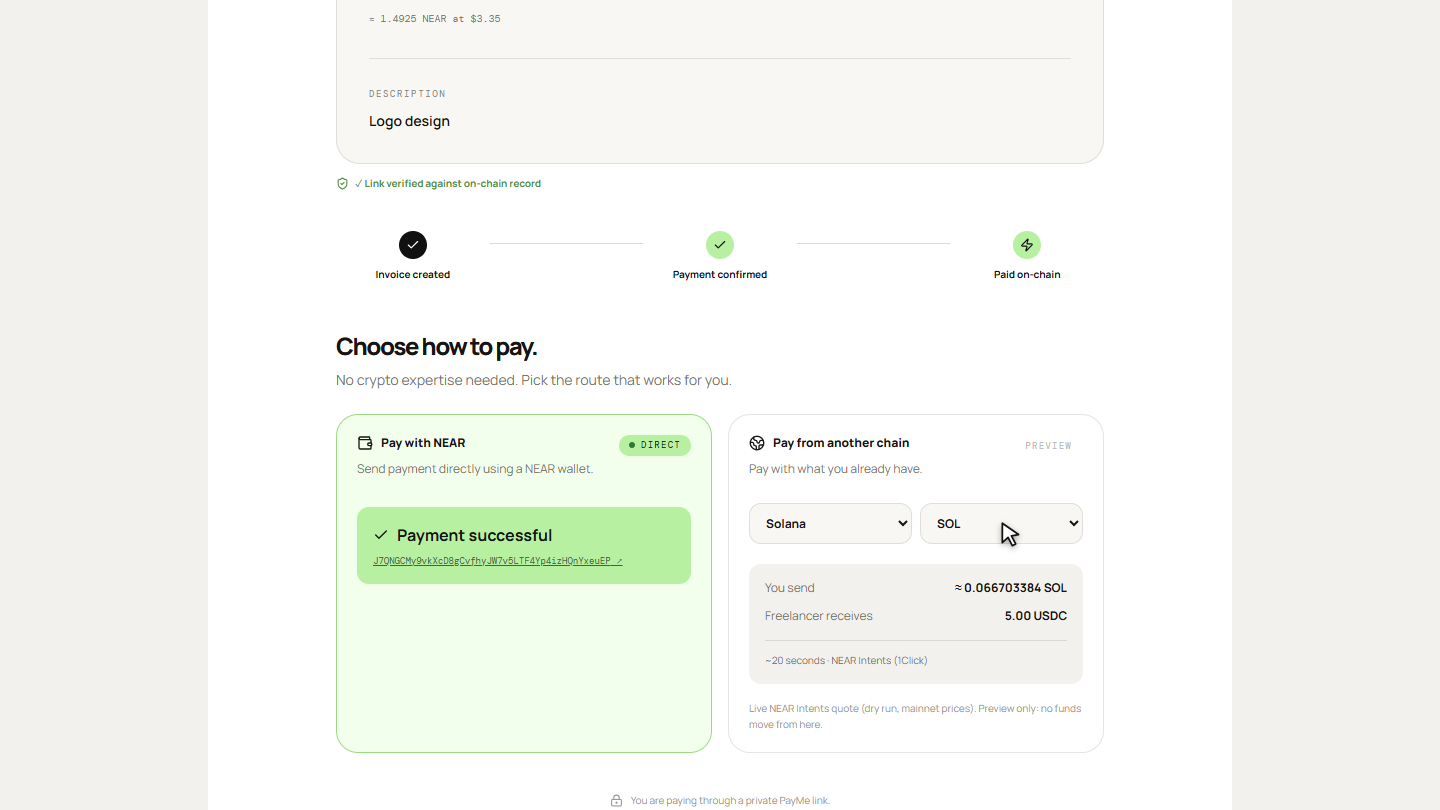 ≈ 1.4925 NEAR at $3.35
DESCRIPTION
Logo design
✓ Link verified against on-chain record
Invoice created
Payment confirmed
Paid on-chain
Choose how to pay.
No crypto expertise needed. Pick the route that works for you.
Pay with NEAR
DIRECT
Send payment directly using a NEAR wallet.
Payment successful
J7QNGCMy9vkXcD8gCvfhyJW7v5LTF4Yp4izHQnYxeuEP ↗
Pay from another chain
PREVIEW
Pay with what you already have.
Solana
SOL
You send
≈ 0.066703384 SOL
Freelancer receives
5.00 USDC
~20 seconds · NEAR Intents (1Click)
Live NEAR Intents quote (dry run, mainnet prices). Preview only: no funds
move from here.
You are paying through a private PayMe link.